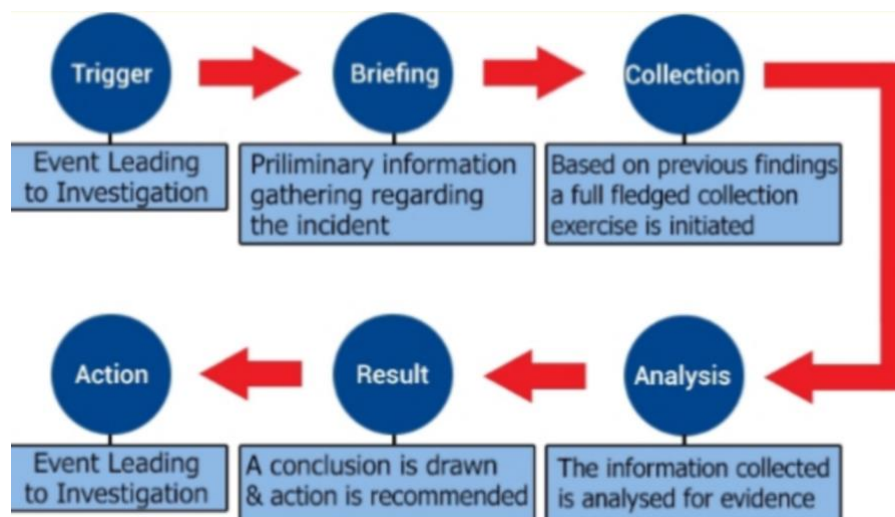 Trigger
Briefing
Collection
Event Leading
to Investigation
Priliminary information
gathering regarding
the incident
Based on previous findings
a full fledged collection
exercise is initiated
Action
Result
Analysis
Event Leading
to Investigation
A conclusion is drawn
& action is recommended
The information collected
is analysed for evidence